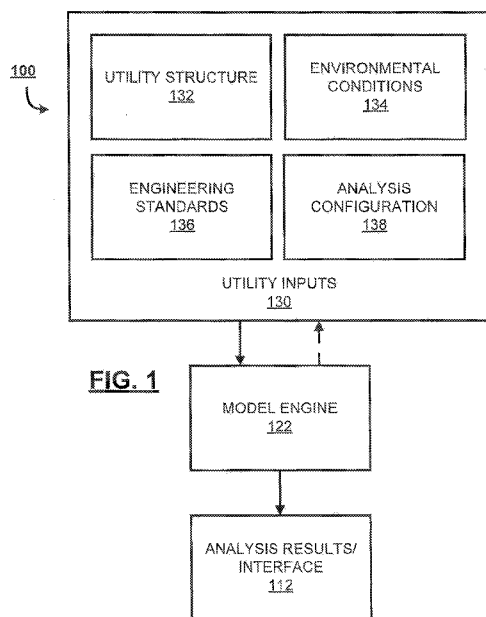 100
UTILITY STRUCTURE
132
ENVIRONMENTAL
CONDITIONS
134
ENGINEERING
STANDARDS
136
ANALYSIS
CONFIGURATION
138
UTILITY INPUTS
130
FIG. 1
MODEL ENGINE
122
ANALYSIS RESULTS/
INTERFACE
112